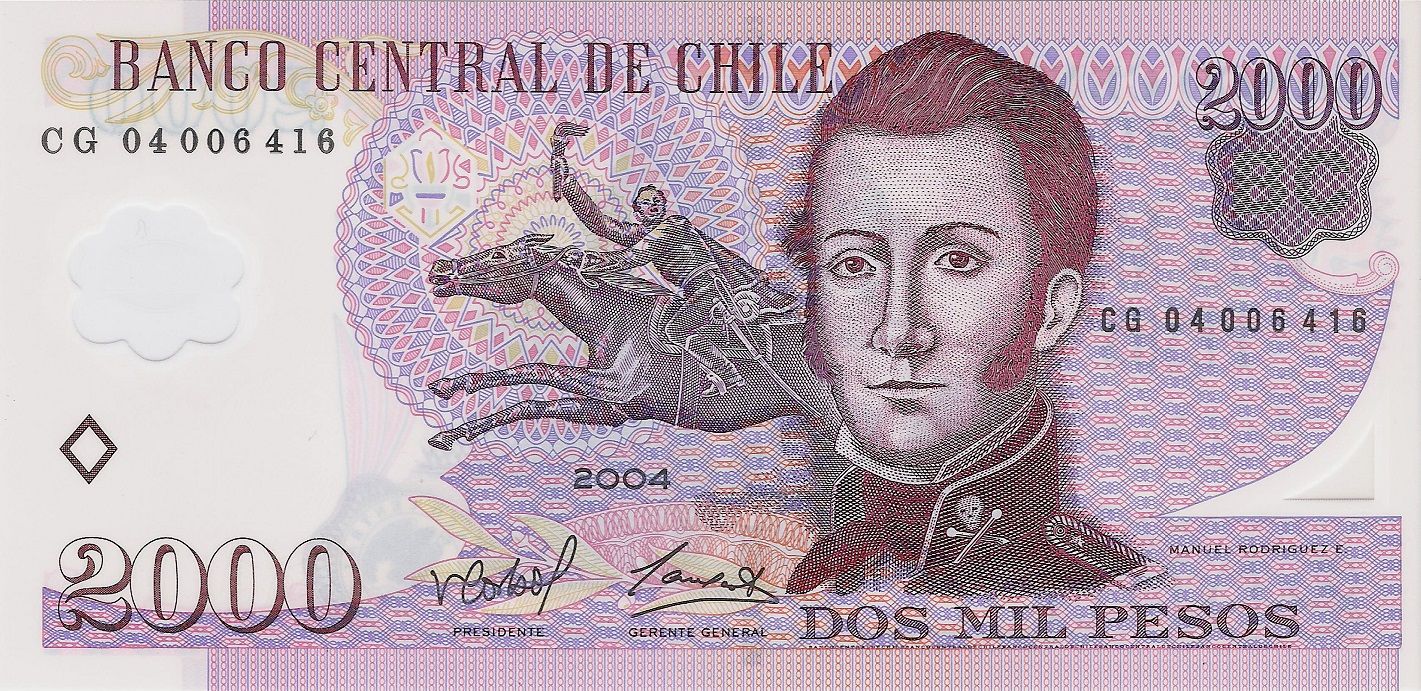 BANCO CENTRAL DE CHILE
2000
CG 04006416
BC
CG 04006416
2004
MANUEL RODRIGUEZ E.
2000
PRESIDENTE
GERENTE GENERAL
DOS MIL PESOS